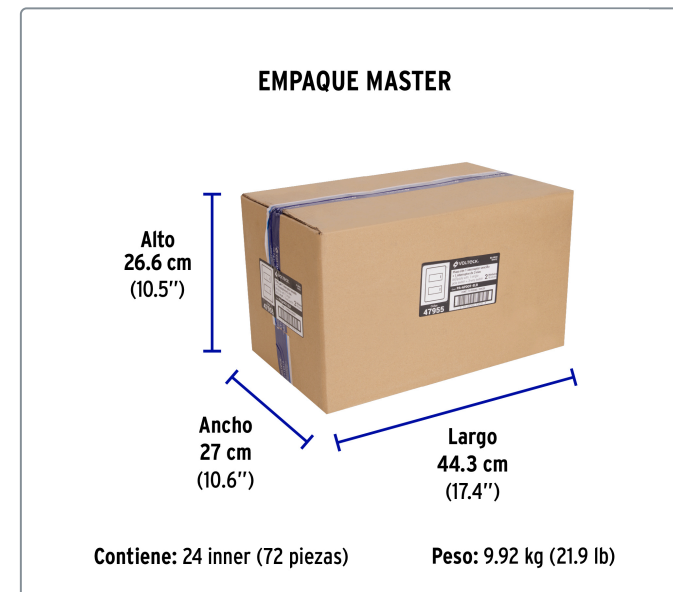 EMPAQUE MASTER
Alto
26.6 cm
(10.5”)
VOLTECK
47955
Ancho
27 cm
(10.6”)
Largo
44.3 cm
(17.4”)
Contiene: 24 inner (72 piezas)
Peso: 9.92 kg (21.9 lb)